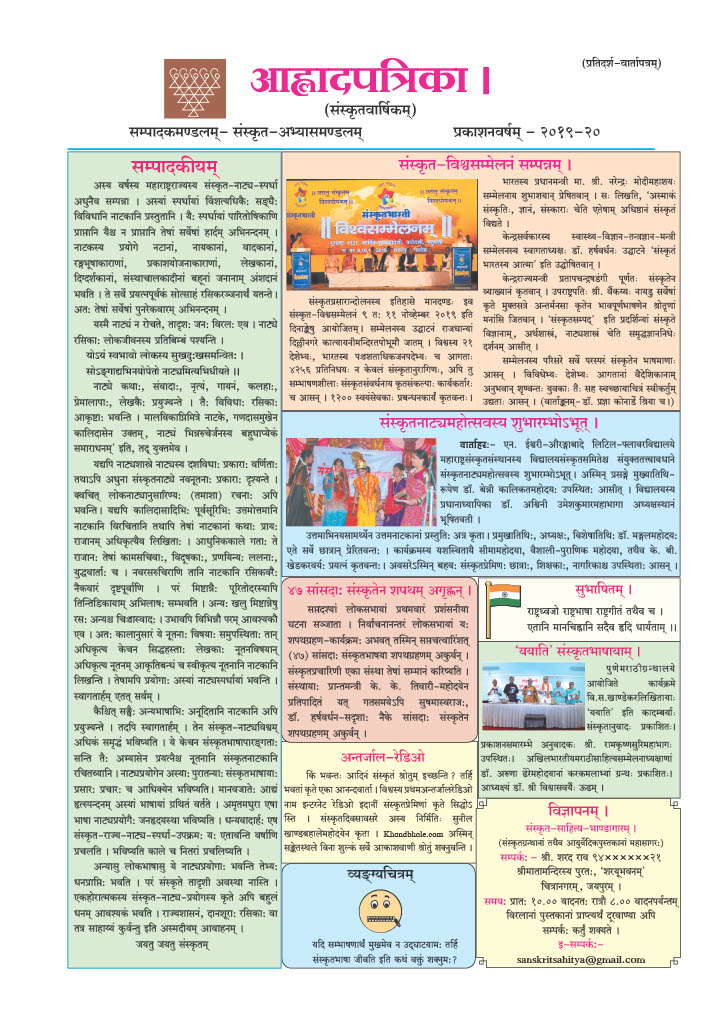 (प्रतिदर्श-वार्तापत्रम्)
आह्लादपत्रिका ।
(संस्कृतवार्षिकम्)
सम्पादकमण्डलम्- संस्कृत-अभ्यासमण्डलम्
प्रकाशनवर्षम् - २०१९-२०
सम्पादकीयम्
अस्य वर्षस्य महाराष्ट्रराज्यस्य संस्कृत-नाट्य-स्पर्धा
अधुनैव सम्पन्ना । अस्यां स्पर्धायां विंशत्यधिकैः सङ्घैः
विविधानि नाटकानि प्रस्तुतानि । यैः स्पर्धायां पारितोषिकाणि
प्राप्तानि यैश्च न प्राप्तानि तेषां सर्वेषां हार्दम् अभिनन्दनम् ।
नाटकस्य प्रयोगे नटानां, नायकानां, वादकानां,
रङ्गभूषाकाराणां, प्रकाशयोजनाकाराणां, लेखकानां,
दिग्दर्शकानां, संस्थाचालकादीनां बहूनां जनानाम् अंशदानं
भवति । ते सर्वे प्रयत्नपूर्वकं सोत्साहं रसिकरञ्जनार्थं यतन्ते ।
अतः तेषां सर्वेषां पुनरेकवारम् अभिनन्दनम् ।
यस्मै नाट्यं न रोचते, तादृशः जनः विरलः एव । नाट्ये
रसिकाः लोकजीवनस्य प्रतिबिम्बं पश्यन्ति ।
योऽयं स्वभावो लोकस्य सुखदुःखसमन्वितः ।
सोऽङ्गाद्यभिनयोपेतो नाट्यमित्यभिधीयते ॥
नाट्ये कथाः, संवादाः, नृत्यं, गायनं, कलहाः,
प्रेमालापाः, लेखकैः प्रयुज्यन्ते । तैः विविधाः रसिकाः
आकृष्टाः भवन्ति । मालविकाग्निमित्रे नाटके, गणदासमुखेन
कालिदासेन उक्तम्, नाट्यं भिन्नरुचेर्जनस्य बहुधाप्येकं
समाराधनम्' इति, तद् युक्तमेव ।
यद्यपि नाट्यशास्त्रे नाट्यस्य दशविधाः प्रकाराः वर्णिताः
तथाऽपि अधुना संस्कृतनाट्ये नवनूतनाः प्रकाराः दृश्यन्ते ।
क्वचित् लोकनाट्यानुसारिण्यः (तमाशा) रचनाः अपि
भवन्ति । यद्यपि कालिदासादिभिः पूर्वसूरिभिः उत्तमोत्तमानि
नाटकानि विरचितानि तथापि तेषां नाटकानां कथाः प्रायः
राजानम् अधिकृत्यैव लिखिताः । आधुनिककाले गताः ते
राजानः तेषां कामसचिवाः, विदूषकाः, प्रणयिन्यः ललनाः,
युद्धवार्ताः च । नवरसरुचिराणि तानि नाटकानि रसिकवरैः
नैकवारं दृष्टपूर्वाणि । परं मिष्टान्नैः पूरितोदरस्यापि
तिन्तिडिकायाम् अभिलाषः सम्भवति । अन्यः खलु मिष्टान्नेषु
रसः अन्यश्च चिञ्चास्वादः । उभावपि विभिन्नौ परम् आवश्यकौ
एव । अतः कालानुसारं ये नूतनाः विषयाः समुपस्थिताः तान्
अधिकृत्य केचन सिद्धहस्ताः लेखकाः नूतनविषयान्
अधिकृत्य नूतनम् आकृतिबन्धं च स्वीकृत्य नूतनानि नाटकानि
लिखन्ति । तेषामपि प्रयोगाः अस्यां नाट्यस्पर्धायां भवन्ति ।
स्वागतार्हम् एतत् सर्वम् ।
कैश्चित् सङ्घैः अन्यभाषाभिः अनूदितानि नाटकानि अपि
प्रयुज्यन्ते । तदपि स्वागतार्हम् । तेन संस्कृत-नाट्यविश्वम्
अधिकं समृद्धं भविष्यति । ये केचन संस्कृतभाषापारङ्गताः
सन्ति तैः अभ्यासेन प्रयत्नैश्च नूतनानि संस्कृतनाटकानि
रचितव्यानि । नाट्यप्रयोगेण अस्याः पुरातन्याः संस्कृतभाषायाः
प्रसारः प्रचारः च आधिक्येन भविष्यति । मानवजातेः आद्यं
हृत्स्पन्दनम् अस्यां भाषायां ग्रथितं वर्तते । अमृतमधुरा एषा
भाषा नाट्यप्रयोगैः जनहृदयस्था भविष्यति । धन्यवादार्हः एष
संस्कृत-राज्य-नाट्य-स्पर्धा-उपक्रमः यः एतावन्ति वर्षाणि
प्रचलति । भविष्यति काले च नितरां प्रचलिष्यति ।
अन्यासु लोकभाषासु ये नाट्यप्रयोगाः भवन्ति तेभ्यः
धनप्राप्तिः भवति । परं संस्कृते तादृशी अवस्था नास्ति ।
एकहोरात्मकस्य संस्कृत-नाट्य-प्रयोगस्य कृते अपि बहुलं
धनम् आवश्यकं भवति । राज्यशासनं, दानशूराः रसिकाः वा
तत्र साहाय्यं कुर्वन्तु इति अस्मदीयम् आवाहनम् ।
जयतु जयतु संस्कृतम्
संस्कृत-विश्वसम्मेलनं सम्पन्नम् ।
संस्कृतभारती
विश्वसम्मेलनम्
संस्कृतप्रसारान्दोलनस्य इतिहासे मानदण्डः इव
संस्कृत-विश्वसम्मेलनं ९ तः ११ नोव्हेम्बर २०१९ इति
दिनाङ्केषु आयोजितम् । सम्मेलनस्य उद्घाटनं राजधान्यां
दिल्लीनगरे कात्यायनीमन्दिरतपोभूमौ जातम् । विश्वस्य २१
देशेभ्यः, भारतस्य पञ्चशताधिकजनपदेभ्यः च आगताः
४२५६ प्रतिनिधयः न केवलं संस्कृतानुरागिणः, अपि तु
सम्भाषणशीलाः संस्कृतसंवर्धनाय कृतसंकल्पाः कार्यकर्तारः
च आसन् । १२०० स्वयंसेवकाः प्रबन्धनकार्यं कृतवन्तः ।
भारतस्य प्रधानमन्त्री मा. श्री. नरेन्द्रः मोदीमहाशयः
सम्मेलनाय शुभाशयान् प्रेषितवान् । सः लिखति, 'अस्माकं
संस्कृतिः, ज्ञानं, संस्काराः चेति एतेषाम् अधिष्ठानं संस्कृतं
विद्यते ।
केन्द्रसर्वकारस्य स्वास्थ्य-विज्ञान-तन्त्रज्ञान-मन्त्री
सम्मेलनस्य स्वागताध्यक्षः डॉ. हर्षवर्धनः उद्घाटने 'संस्कृतं
भारतस्य आत्मा' इति उद्घोषितवान् ।
केन्द्रराज्यमन्त्री प्रतापचन्द्रषडंगी पूर्णतः संस्कृतेन
व्याख्यानं कृतवान् । उपराष्ट्रपतिः श्री. वैंकय्यः नायडु सर्वेषां
कृते मुक्तसत्रे अन्तर्मनसा कृतेन भावपूर्णभाषणेन श्रोतॄणां
मनांसि जितवान् । 'संस्कृतसम्पद्' इति प्रदर्शिन्यां संस्कृते
विज्ञानम्, अर्थशास्त्रं, नाट्यशास्त्रं चेति समृद्धज्ञाननिधेः
दर्शनम् आसीत् ।
सम्मेलनस्य परिसरे सर्वे परस्परं संस्कृतेन भाषमाणाः
आसन् । विविधेभ्यः देशेभ्यः आगतानां वैदेशिकानाम्
अनुभवान् शृण्वन्तः युवकाः तैः सह स्वच्छायाचित्रं स्वीकर्तुम्
उद्यताः आसन् । (वार्ताङ्कनम्-डॉ. प्रज्ञा कोनार्डे त्रिया च।)
संस्कृतनाट्यमहोत्सवस्य शुभारम्भोऽभूत् ।
वार्ताहरः- एन. ईश्वरी-औरङ्गाबादे लिटिल-फ्लावरविद्यालये
महाराष्ट्रसंस्कृतसंस्थानस्य विद्यालयसंस्कृतसमितेश्च संयुक्ततत्त्वावधाने
संस्कृतनाट्यमहोत्सवस्य शुभारम्भोऽभूत्। अस्मिन् प्रसङ्गे मुख्यातिथि-
रूपेण डॉ. बेत्री कालिकतमहोदयः उपस्थितः आसीत् । विद्यालयस्य
प्रधानाध्यापिका डॉ. अश्विनी उमेशकुमारमहाभागा अध्यक्षस्थानं
भूषितवती ।
उत्तमाभिनयसामर्थ्येन उत्तमनाटकानां प्रस्तुतिः अत्र कृता। प्रमुखातिथिः, अध्यक्षः, विशेषातिथिः डॉ. मङ्गलमहोदयः
एते सर्वे छात्रान् प्रेरितवन्तः । कार्यक्रमस्य यशस्वितायै सीमामहोदया, वैशाली-पुराणिक महोदया, तथैव के. बी.
खेडकरवर्यः प्रयत्नं कृतवन्तः। अवसरेऽस्मिन् बहवः संस्कृतप्रेमिणः छात्राः, शिक्षकाः, नागरिकाश्च उपस्थिताः आसन् ।
४७ सांसदाः संस्कृतेन शपथम् अगृह्णन् ।
सप्तदश्यां लोकसभायां प्रथमवारं प्रशंसनीया
घटना सञ्जाता । निर्वाचनानन्तरं लोकसभायां यः
शपथग्रहण-कार्यक्रमः अभवत् तस्मिन् सप्तचत्वारिंशत्
(४७) सांसदाः संस्कृतभाषया शपथग्रहणम् अकुर्वन् ।
संस्कृतप्रचारिणी एका संस्था तेषां सम्मानं करिष्यति ।
संस्थायाः प्रान्तमन्त्री के. के. तिवारी-महोदयेन
प्रतिपादितं यत् गतसमयेऽपि सुषमास्वराजः,
डॉ. हर्षवर्धन-सदृशाः नैके सांसदाः संस्कृतेन
शपथग्रहणम् अकुर्वन् ।
अन्तर्जाल-रेडिओ
किं भवन्तः आदिनं संस्कृतं श्रोतुम् इच्छन्ति ? तर्हि
भवतां कृते एका आनन्दवार्ता । विश्वस्य प्रथमअन्तर्जालरेडिओ
नाम इन्टरनेट रेडिओ इदानीं संस्कृतप्रेमिणां कृते सिद्धोऽ
स्ति । संस्कृतदिवसावसरे अस्य निर्मितिः सुनील
खाण्डबहालेमहोदयेन कृता । Khandbhale.com अस्मिन्
सङ्केतस्थले विना शुल्कं सर्वे आकाशवाणीं श्रोतुं शक्नुवन्ति ।
व्यङ्ग्यचित्रम्
यदि सम्भाषणार्थं मुखमेव न उद्घाटयामः तर्हि
संस्कृतभाषा जीवति इति कथं वक्तुं शक्नुमः?
सुभाषितम् ।
राष्ट्रध्वजो राष्ट्रभाषा राष्ट्रगीतं तथैव च ।
एतानि मानचिह्नानि सदैव हृदि धार्यताम् ॥
'ययाति' संस्कृतभाषायाम् ।
पुणेमराठीग्रन्थालये
आयोजिते कार्यक्रमे
वि.स.खाण्डेकरलिखितायाः
'ययाति' इति कादम्बर्याः
संस्कृतानुवादः प्रकाशितः।
प्रकाशनसमारम्भे अनुवादकः श्री. रामकृष्णसुरिमहाभागः
उपस्थितः। अखिलभारतीयमराठीसाहित्यसम्मेलनाध्यक्षाणां
डॉ. अरुणा ढेरेमहोदयानां करकमलाभ्यां ग्रन्थः प्रकाशितः।
आध्यक्ष्यं डॉ. श्री विश्वासवर्यैः ऊढम् ।
विज्ञापनम् ।
संस्कृत-साहित्य-भाण्डागारम् ।
(संस्कृतग्रन्थानां तथैव आयुर्वेदिकपुस्तकानां महासागरः)
सम्पर्कः - श्री. शरद राव ९४××××××२१
श्रीमातामन्दिरस्य पुरतः, 'शरयूभवनम्'
चित्रानगरम्, जयपुरम् ।
समयः प्रातः १०.०० वादनतः रात्रौ ८.०० वादनपर्यन्तम्
विरलानां पुस्तकानां प्राप्त्यर्थं दूरवाण्या अपि
सम्पर्कः कर्तुं शक्यते ।
इ-सम्पर्कः-
sanskritsahitya@gmail.com